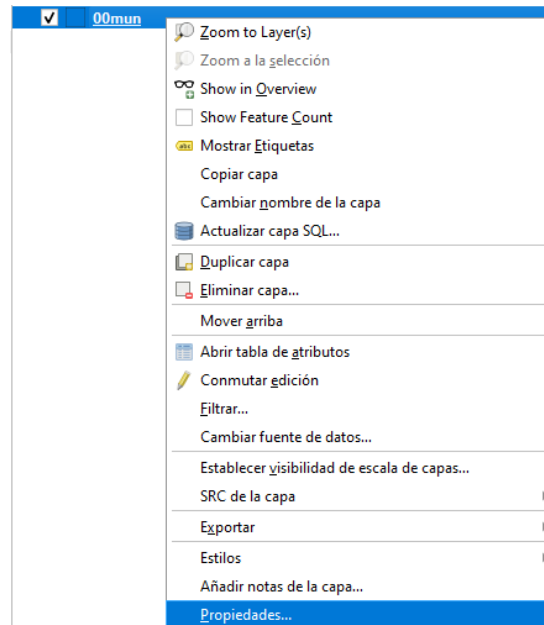 00mun
Zoom to Layer(s)
Zoom a la selección
Show in Overview
Show Feature Count
abc Mostrar Etiquetas
Copiar capa
Cambiar nombre de la capa
Actualizar capa SQL...
Duplicar capa
Eliminar capa...
Mover arriba
Abrir tabla de atributos
Conmutar edición
Filtrar...
Cambiar fuente de datos...
Establecer visibilidad de escala de capas...
SRC de la capa
Exportar
Estilos
Añadir notas de la capa...
Propiedades...